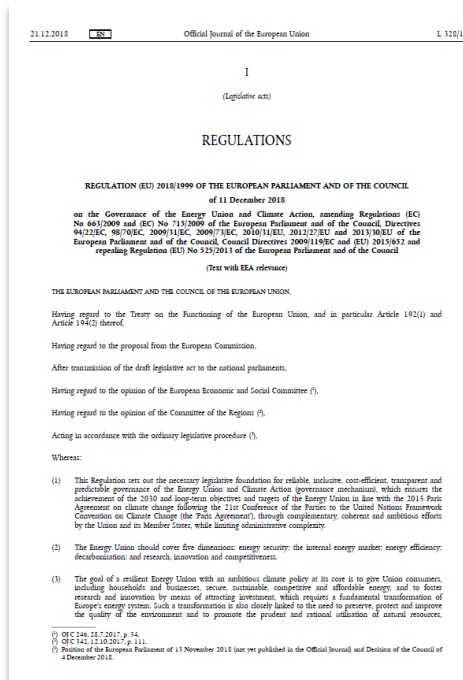 21.12.2018 EN Official Journal of the European Union L 328/1
I
(Legislative acts)
REGULATIONS
REGULATION (EU) 2018/1999 OF THE EUROPEAN PARLIAMENT AND OF THE COUNCIL
of 11 December 2018
on the Governance of the Energy Union and Climate Action, amending Regulations (EC)
No 663/2009 and (EC) No 715/2009 of the European Parliament and of the Council, Directives
94/22/EC, 98/70/EC, 2009/31/EC, 2009/73/EC, 2010/31/EU, 2012/27/EU and 2013/30/EU of the
European Parliament and of the Council, Council Directives 2009/119/EC and (EU) 2015/652 and
repealing Regulation (EU) No 525/2013 of the European Parliament and of the Council
(Text with EEA relevance)
THE EUROPEAN PARLIAMENT AND THE COUNCIL OF THE EUROPEAN UNION,
Having regard to the Treaty on the Functioning of the European Union, and in particular Article 192(1) and
Article 194(2) thereof,
Having regard to the proposal from the European Commission,
After transmission of the draft legislative act to the national parliaments,
Having regard to the opinion of the European Economic and Social Committee (¹),
Having regard to the opinion of the Committee of the Regions (²),
Acting in accordance with the ordinary legislative procedure (³),
Whereas:
(1) This Regulation sets out the necessary legislative foundation for reliable, inclusive, cost-efficient, transparent and
predictable governance of the Energy Union and Climate Action (governance mechanism), which ensures the
achievement of the 2030 and long-term objectives and targets of the Energy Union in line with the 2015 Paris
Agreement on climate change following the 21st Conference of the Parties to the United Nations Framework
Convention on Climate Change (the 'Paris Agreement'), through complementary, coherent and ambitious efforts
by the Union and its Member States, while limiting administrative complexity.
(2) The Energy Union should cover five dimensions: energy security; the internal energy market; energy efficiency;
decarbonisation; and research, innovation and competitiveness.
(3) The goal of a resilient Energy Union with an ambitious climate policy at its core is to give Union consumers,
including households and businesses, secure, sustainable, competitive and affordable energy, and to foster
research and innovation by means of attracting investment, which requires a fundamental transformation of
Europe's energy system. Such a transformation is also closely linked to the need to preserve, protect and improve
the quality of the environment and to promote the prudent and rational utilisation of natural resources,
(¹) OJ C 246, 28.7.2017, p. 34.
(²) OJ C 342, 12.10.2017, p. 111.
(³) Position of the European Parliament of 13 November 2018 (not yet published in the Official Journal) and Decision of the Council of
4 December 2018.